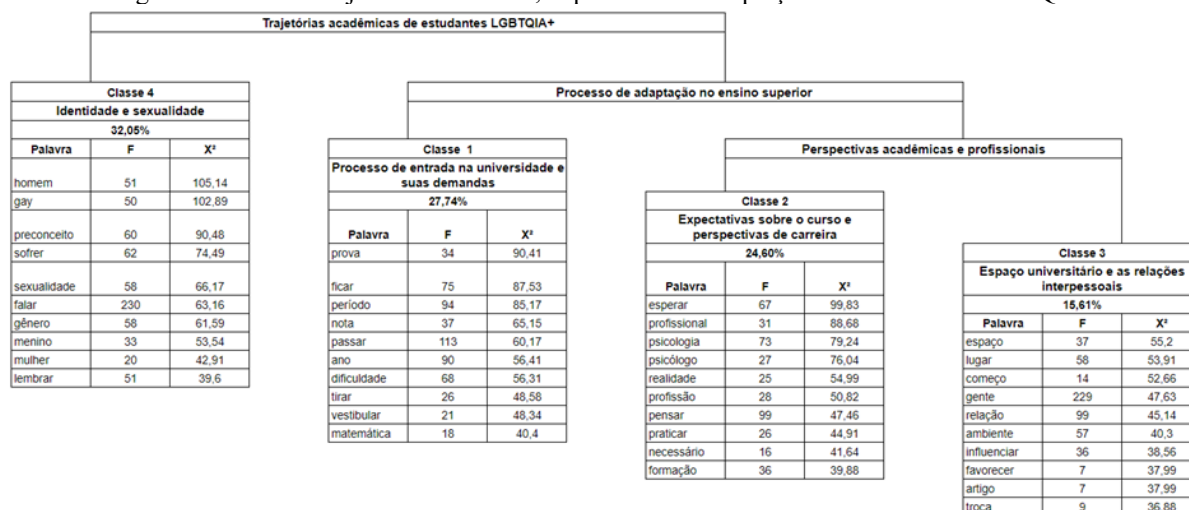 Trajetórias acadêmicas de estudantes LGBTQIA+
Classe 4
Identidade e sexualidade
32,05%
Palavra F X²
homem 51 105,14
gay 50 102,89
preconceito 60 90,48
sofrer 62 74,49
sexualidade 58 66,17
falar 230 63,16
gênero 58 61,59
menino 33 53,54
mulher 20 42,91
lembrar 51 39,6
Processo de adaptação no ensino superior
Classe 1
Processo de entrada na universidade e
suas demandas
27,74%
Palavra F X²
prova 34 90,41
ficar 75 87,53
período 94 85,17
nota 37 65,15
passar 113 60,17
ano 90 56,41
dificuldade 68 56,31
tirar 26 48,58
vestibular 21 48,34
matemática 18 40,4
Perspectivas acadêmicas e profissionais
Classe 2
Expectativas sobre o curso e
perspectivas de carreira
24,60%
Palavra F X²
esperar 67 99,83
profissional 31 88,68
psicologia 73 79,24
psicólogo 27 76,04
realidade 25 54,99
profissão 28 50,82
pensar 99 47,46
praticar 26 44,91
necessário 16 41,64
formação 36 39,88
Classe 3
Espaço universitário e as relações
interpessoais
15,61%
Palavra F X²
espaço 37 55,2
lugar 58 53,91
começo 14 52,66
gente 229 47,63
relação 99 45,14
ambiente 57 40,3
influenciar 36 38,56
favorecer 7 37,99
artigo 7 37,99
troca 9 36,88